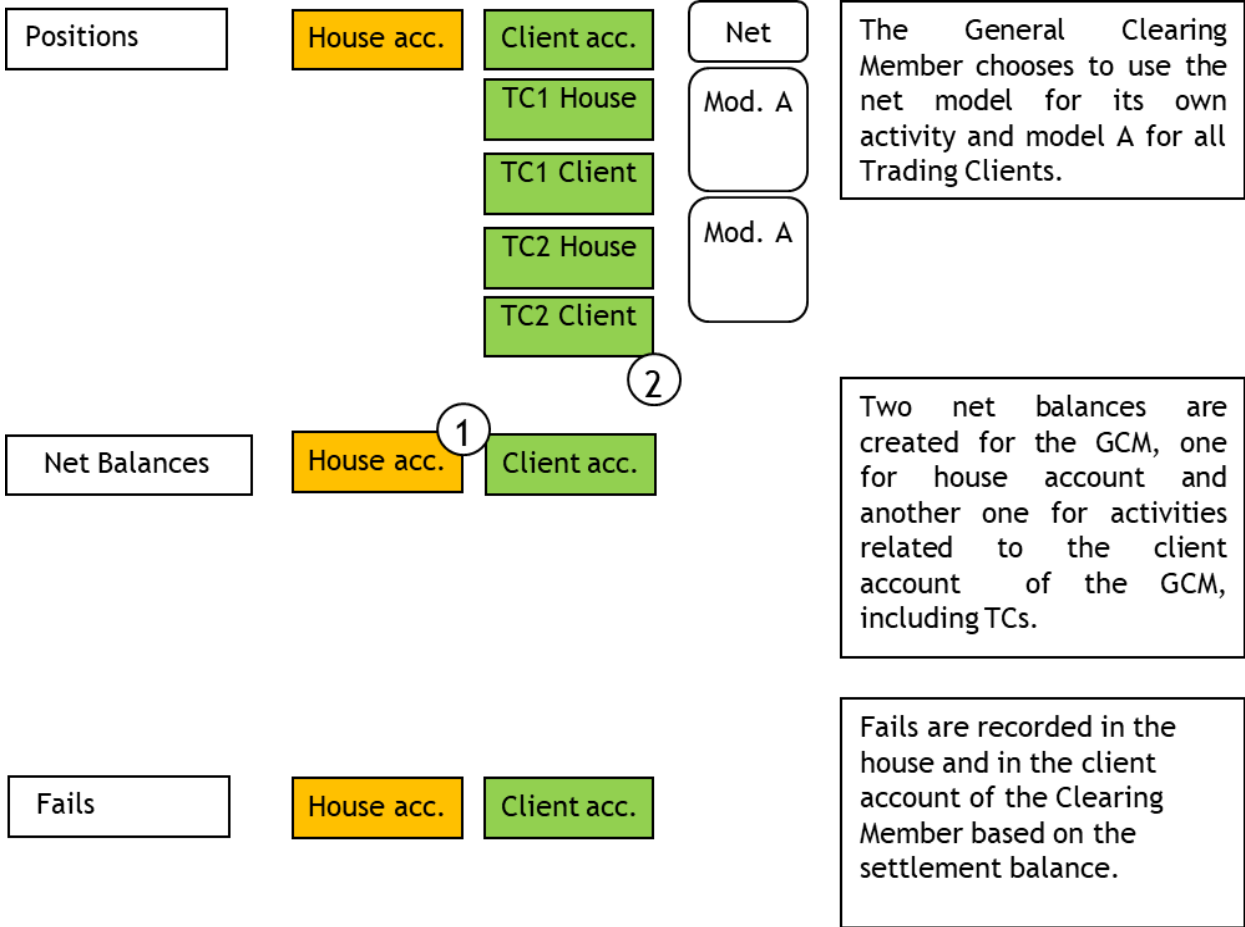 Positions
House acc.
Client acc.
Net
The General Clearing
Member chooses to use the
net model for its own
activity and model A for all
Trading Clients.
TC1 House
Mod. A
TC1 Client
TC2 House
Mod. A
TC2 Client
2
Net Balances
House acc.
1
Client acc.
Two net balances are
created for the GCM, one
for house account and
another one for activities
related to the client
account of the GCM,
including TCs.
Fails
House acc.
Client acc.
Fails are recorded in the
house and in the client
account of the Clearing
Member based on the
settlement balance.